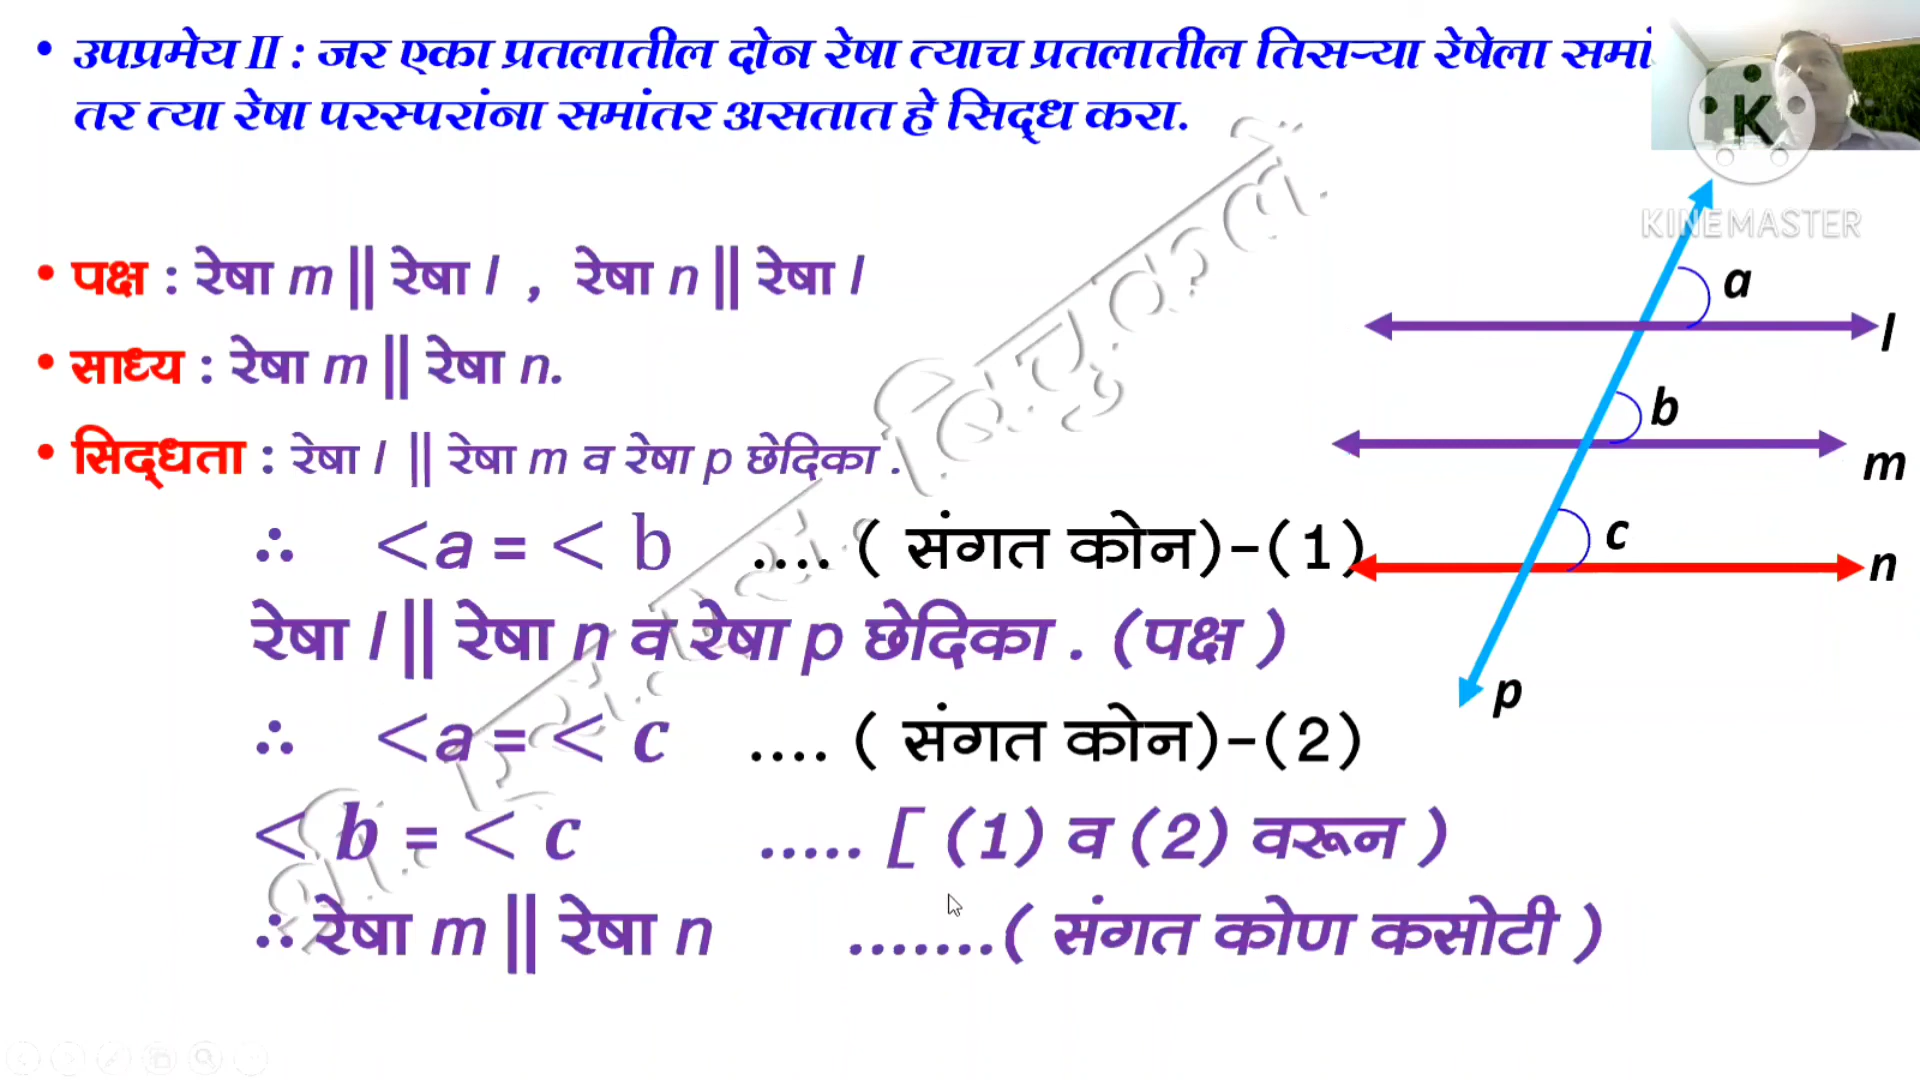 • उपप्रमेय II : जर एका प्रतलातील दोन रेषा त्याच प्रतलातील तिसऱ्या रेषेला
तर त्या रेषा परस्परांना समांतर असतात हे सिद्ध करा.
K
KINEMASTER
• पक्ष : रेषा m || रेषा l , रेषा n || रेषा l
• साध्य : रेषा m || रेषा n.
• सिद्धता : रेषा l || रेषा m व रेषा p छेदिका .
∴ <a = < b .... ( संगत कोन)-(1)
रेषा l || रेषा n व रेषा p छेदिका . (पक्ष )
∴ <a = < c .... ( संगत कोन)-(2)
< b = < c ..... [ (1) व (2) वरून )
∴ रेषा m || रेषा n .......( संगत कोण कसोटी )
a
l
b
m
c
n
p